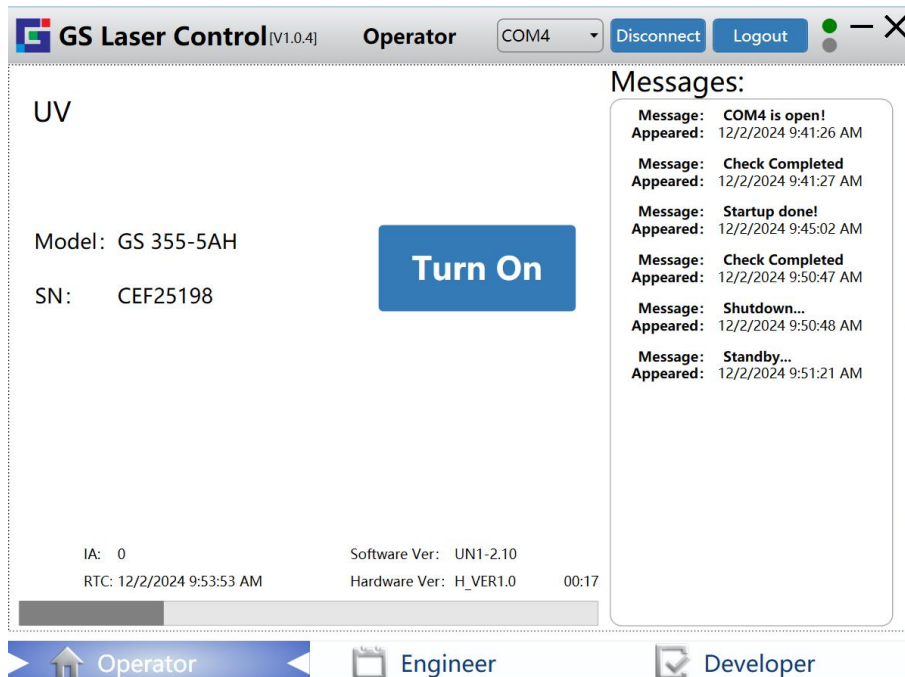 GS Laser Control[V1.0.4] Operator COM4 Disconnect Logout
UV
Model: GS 355-5AH
SN: CEF25198
Turn On
IA: 0
Software Ver: UN1-2.10
RTC: 12/2/2024 9:53:53 AM
Hardware Ver: H_VER1.0
00:17
Messages:
Message: COM4 is open!
Appeared: 12/2/2024 9:41:26 AM
Message: Check Completed
Appeared: 12/2/2024 9:41:27 AM
Message: Startup done!
Appeared: 12/2/2024 9:45:02 AM
Message: Check Completed
Appeared: 12/2/2024 9:50:47 AM
Message: Shutdown...
Appeared: 12/2/2024 9:50:48 AM
Message: Standby...
Appeared: 12/2/2024 9:51:21 AM
Operator Engineer Developer